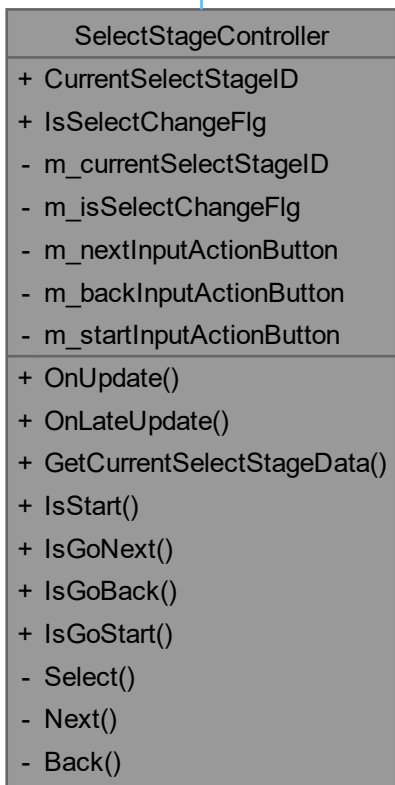 SelectStageController
+ CurrentSelectStageID
+ IsSelectChangeFlg
- m_currentSelectStageID
- m_isSelectChangeFlg
- m_nextInputActionButton
- m_backInputActionButton
- m_startInputActionButton
+ OnUpdate()
+ OnLateUpdate()
+ GetCurrentSelectStageData()
+ IsStart()
+ IsGoNext()
+ IsGoBack()
+ IsGoStart()
- Select()
- Next()
- Back()